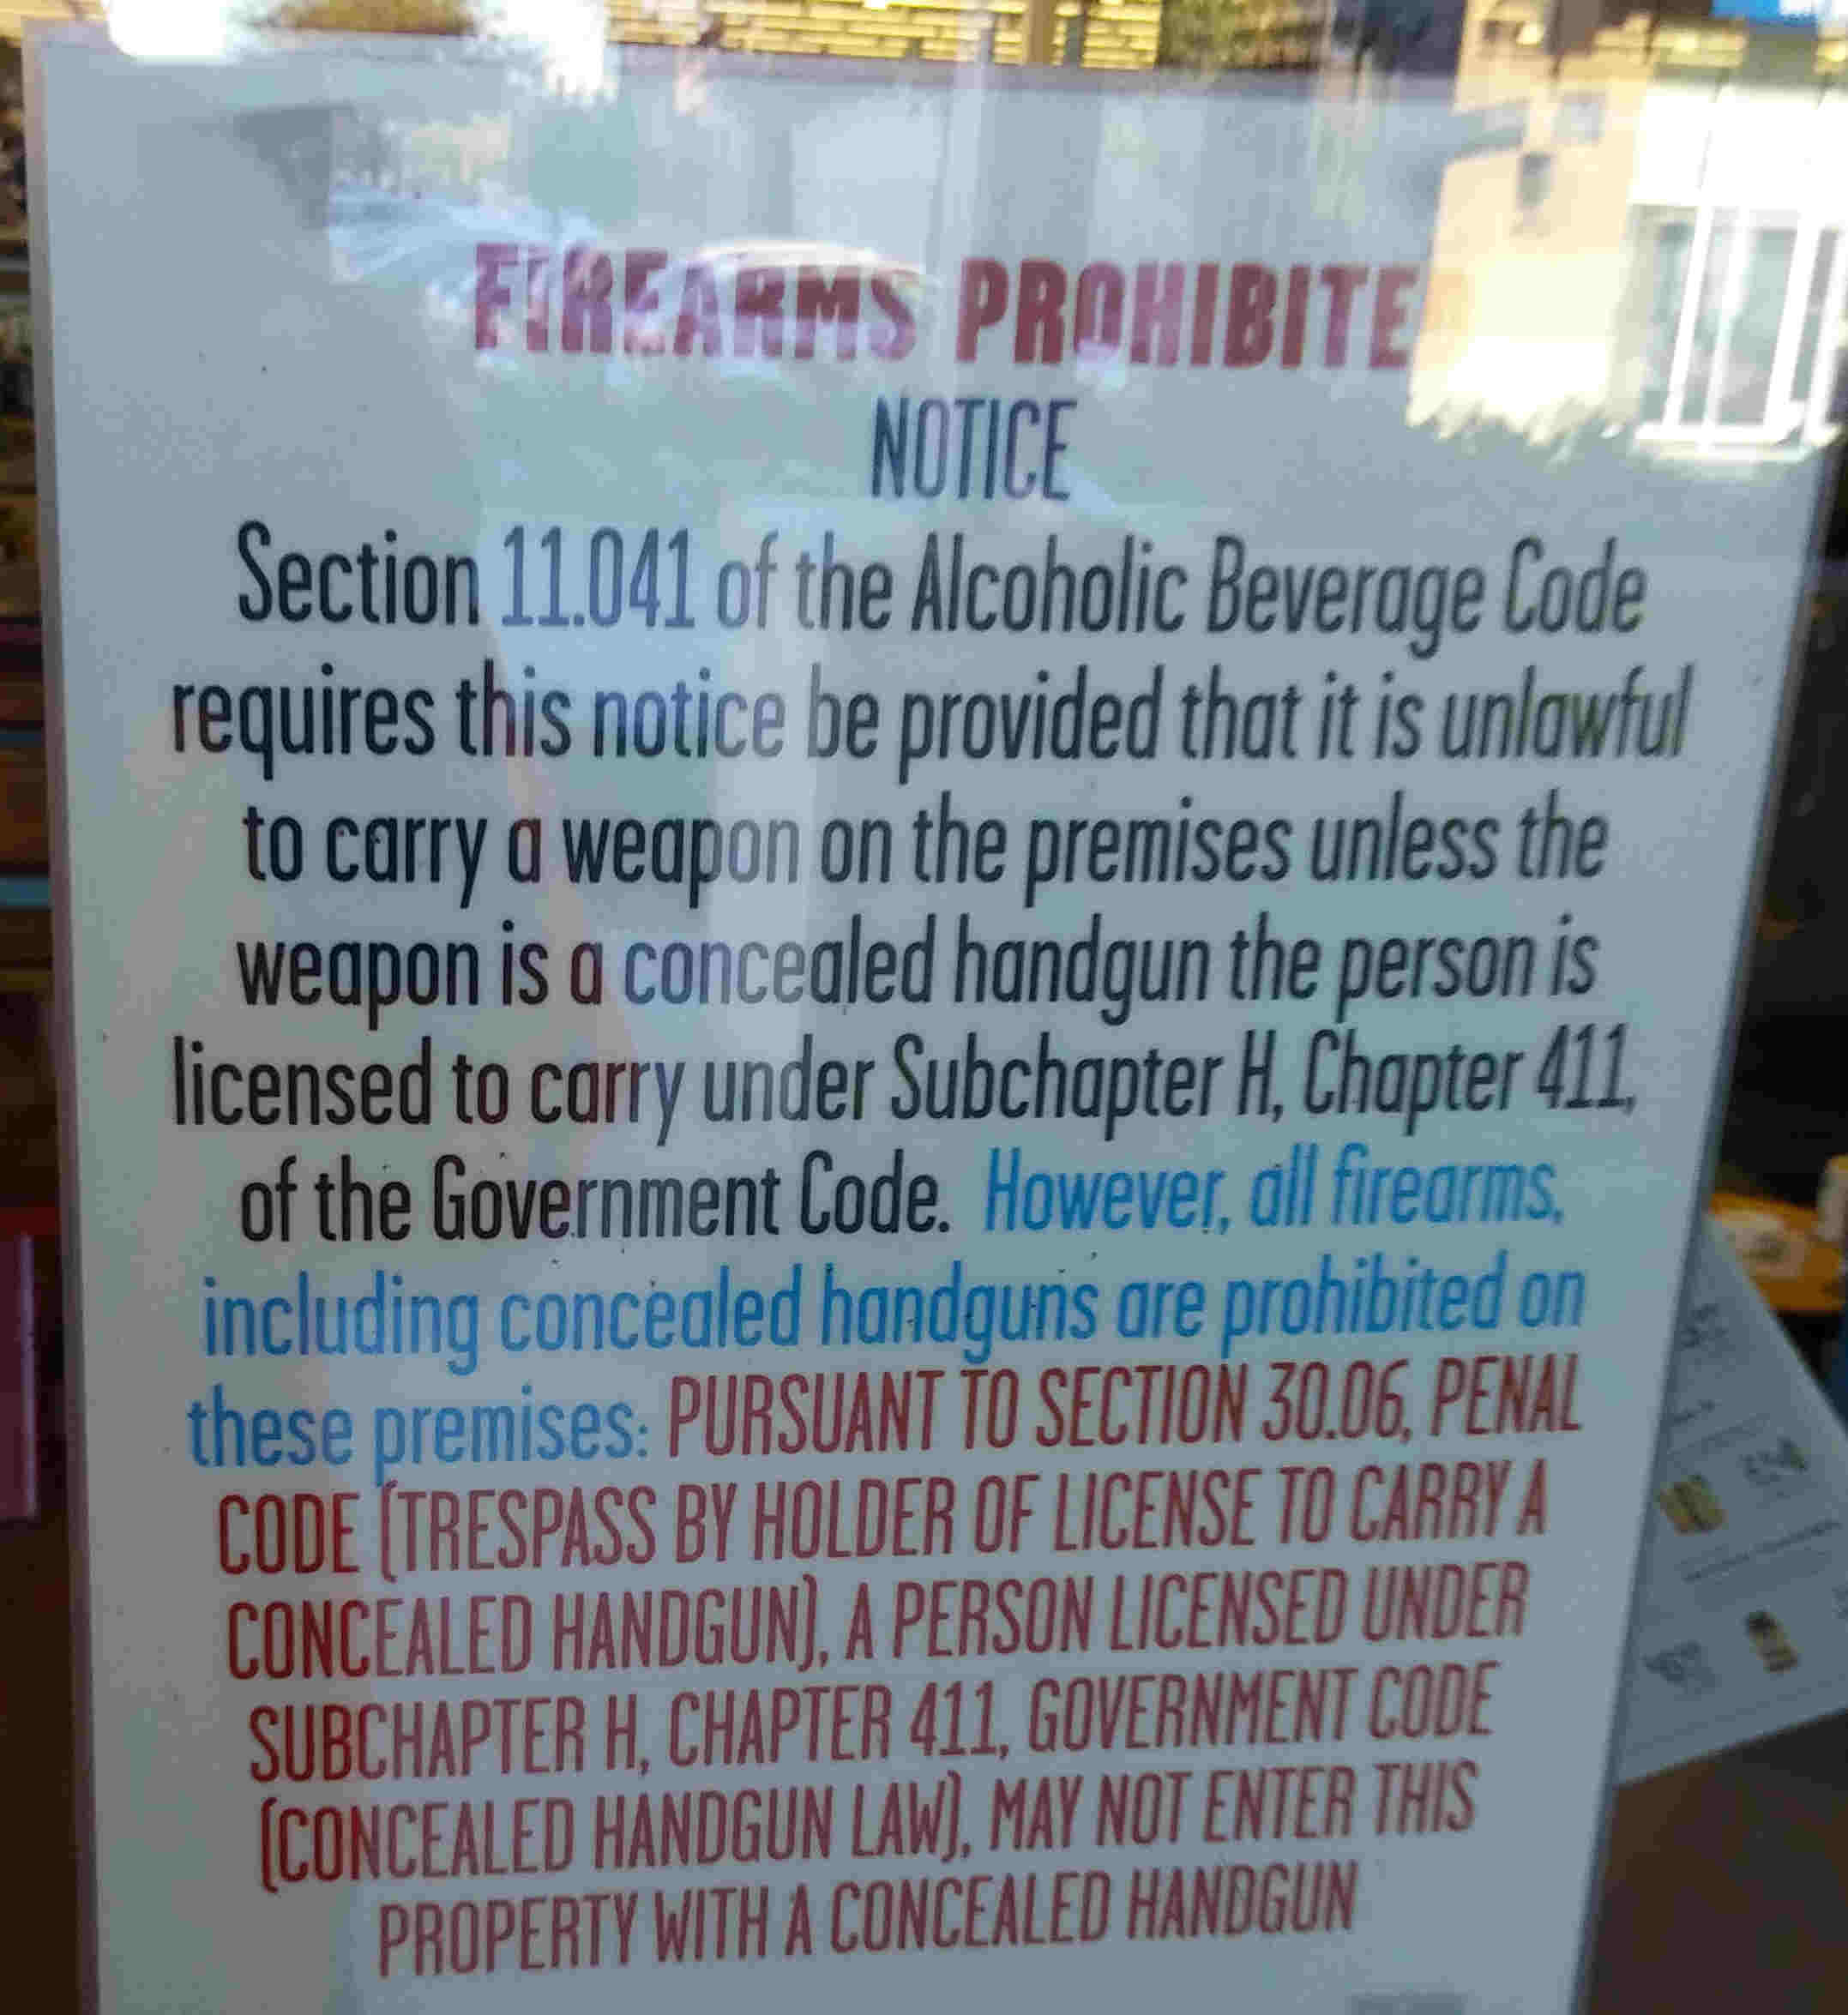 FIREARMS PROHIBITE
NOTICE
Section 11.041 of the Alcoholic Beverage Code
requires this notice be provided that it is unlawful
to carry a weapon on the premises unless the
weapon is a concealed handgun the person is
licensed to carry under Subchapter H, Chapter 411,
of the Government Code. However, all firearms,
including concealed handguns are prohibited on
these premises: PURSUANT TO SECTION 30.06, PENAL
CODE (TRESPASS BY HOLDER OF LICENSE TO CARRY A
CONCEALED HANDGUN), A PERSON LICENSED UNDER
SUBCHAPTER H, CHAPTER 411, GOVERNMENT CODE
(CONCEALED HANDGUN LAW), MAY NOT ENTER THIS
PROPERTY WITH A CONCEALED HANDGUN